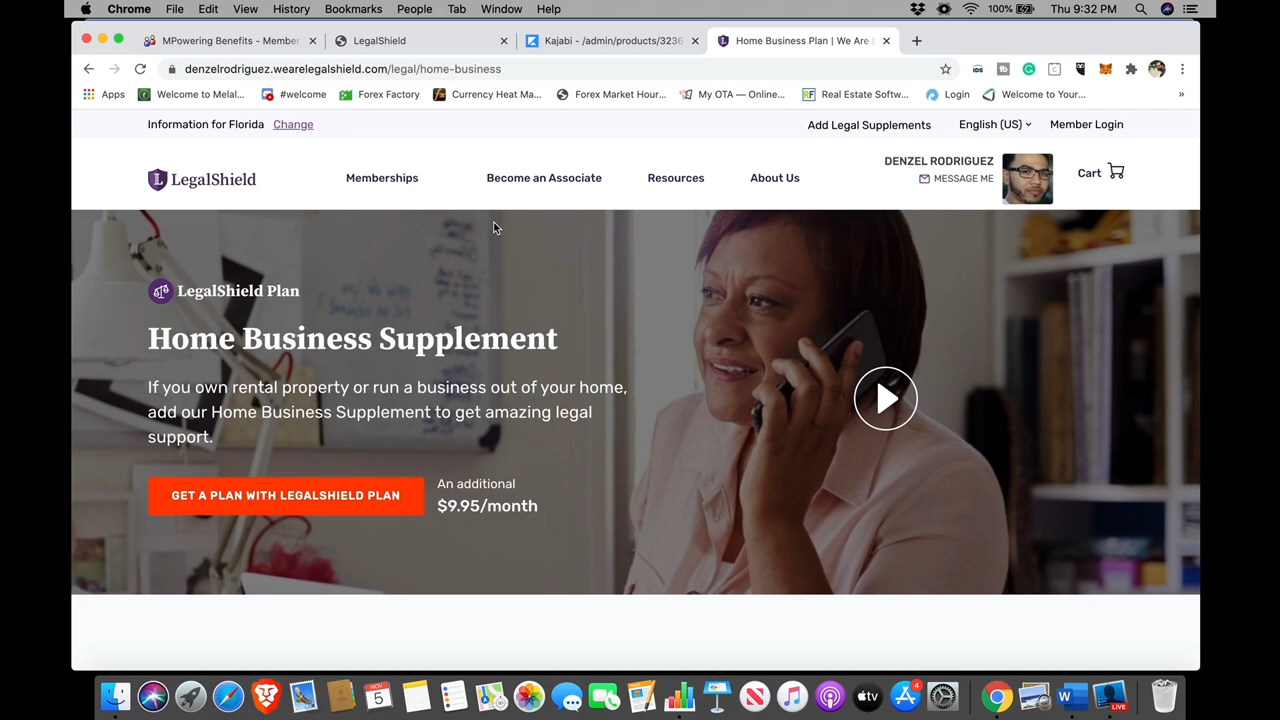 Chrome File Edit View History Bookmarks People Tab Window Help 100% Thu 9:32 PM
MPowering Benefits - Member LegalShield Kajabi - /admin/products/3236 Home Business Plan | We Are L
denzelrodriguez.wearelegalshield.com/legal/home-business
Apps Welcome to Melal... #welcome Forex Factory Currency Heat Ma... Forex Market Hour... My OTA — Online... Real Estate Softw... Login Welcome to Your... »
Information for Florida Change Add Legal Supplements English (US) Member Login
DENZEL RODRIGUEZ
LegalShield Memberships Become an Associate Resources About Us MESSAGE ME Cart
LegalShield Plan
Home Business Supplement
If you own rental property or run a business out of your home,
add our Home Business Supplement to get amazing legal
support.
An additional
GET A PLAN WITH LEGALSHIELD PLAN
$9.95/month
NOV
5
tv
4
LIVE